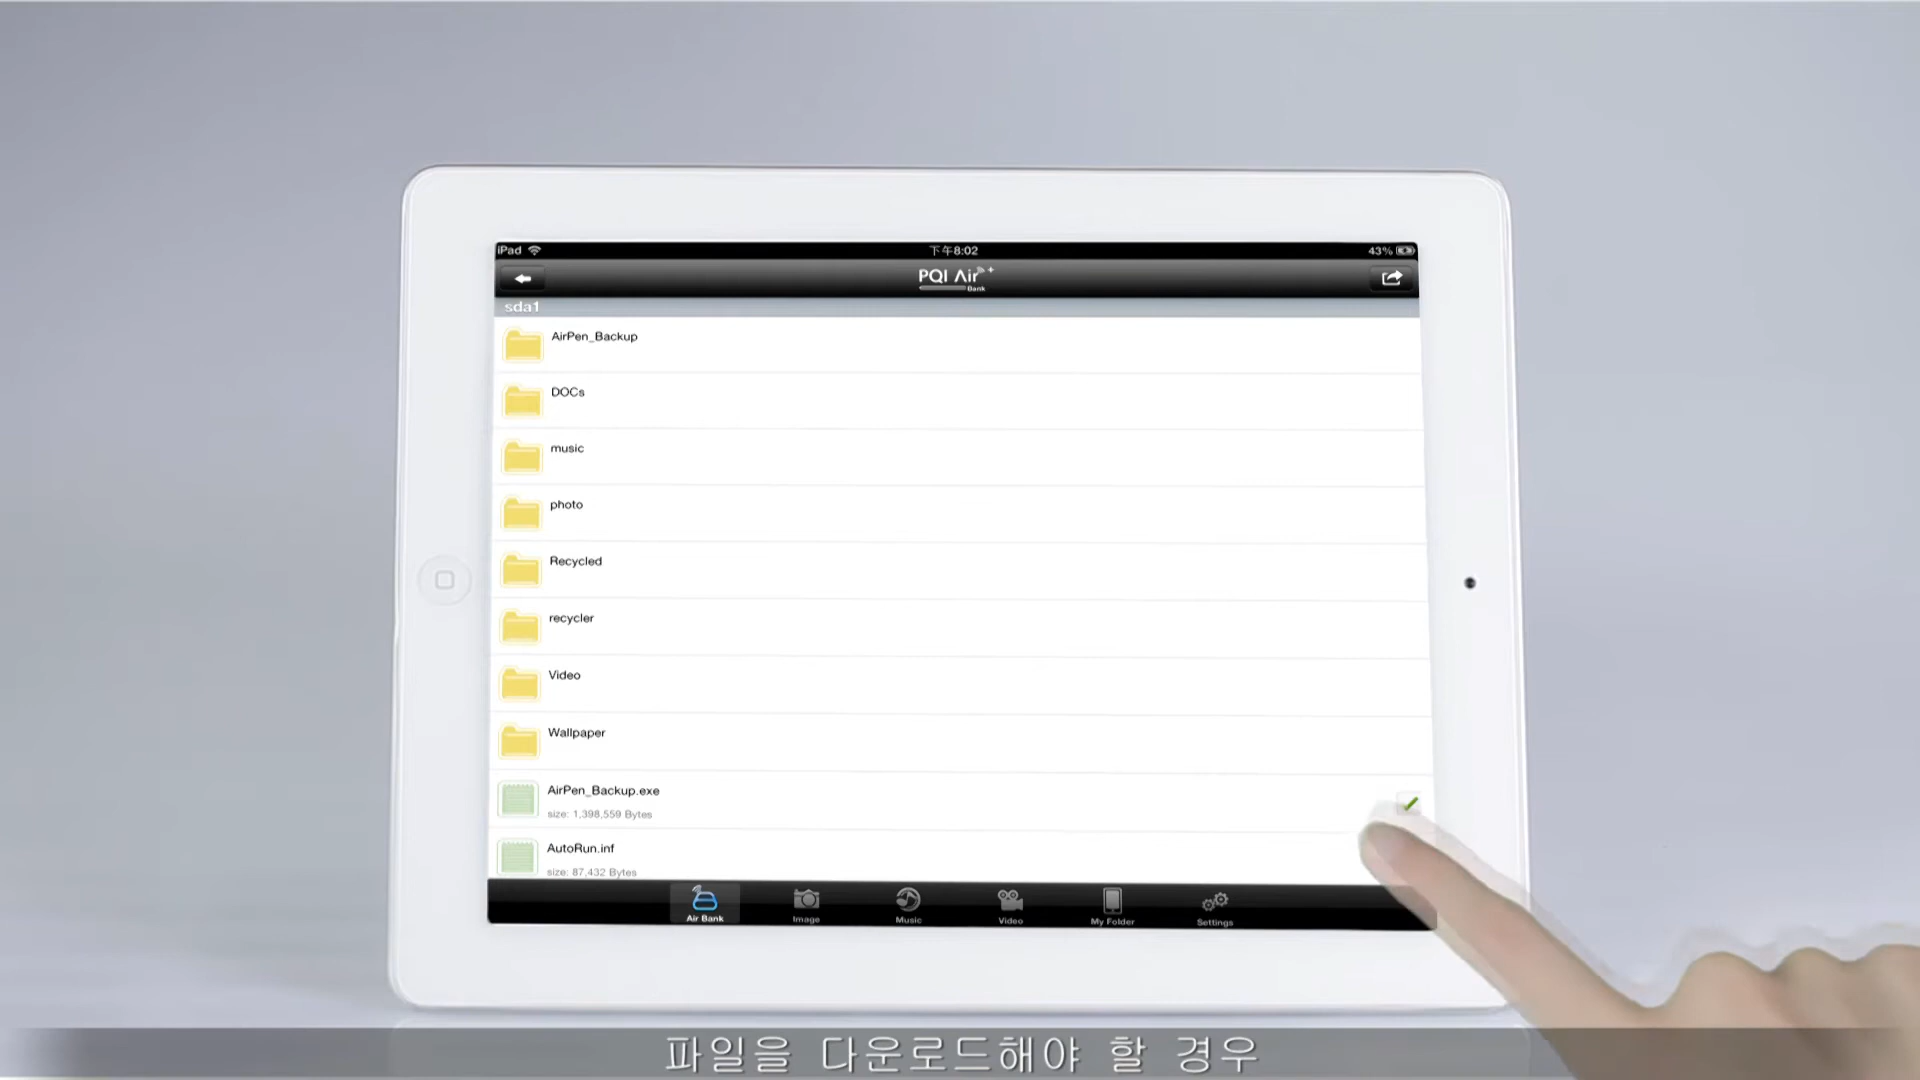 iPad 下午8:02 43%
PQI Air+
Bank
sda1
AirPen_Backup
DOCs
music
photo
Recycled
recycler
Video
Wallpaper
AirPen_Backup.exe
size: 1,398,559 Bytes
AutoRun.inf
size: 87,432 Bytes
Air Bank Image Music Video My Folder Settings
파일을 다운로드해야 할 경우